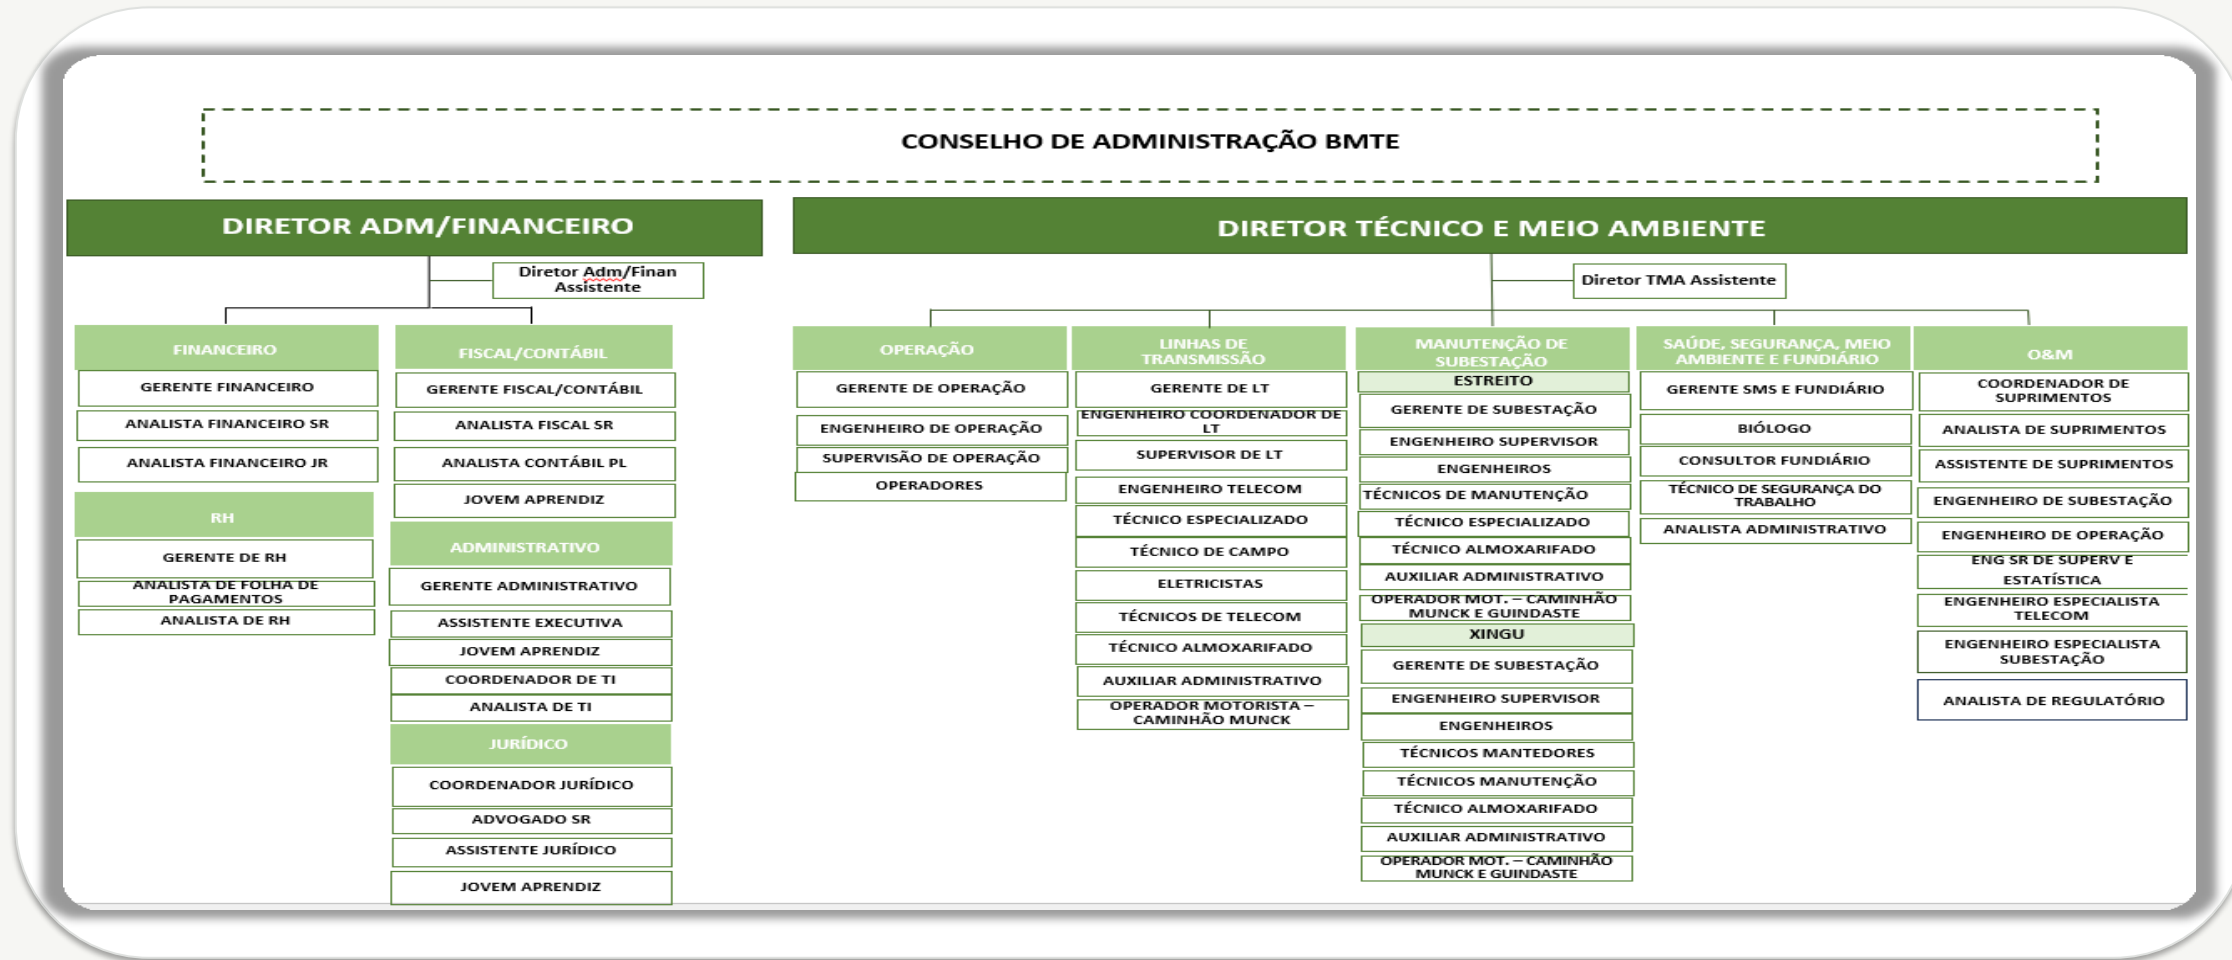 CONSELHO DE ADMINISTRAÇÃO BMTE
DIRETOR ADM/FINANCEIRO
Diretor Adm/Finan
Assistente
FINANCEIRO
GERENTE FINANCEIRO
ANALISTA FINANCEIRO SR
ANALISTA FINANCEIRO JR
RH
GERENTE DE RH
ANALISTA DE FOLHA DE
PAGAMENTOS
ANALISTA DE RH
FISCAL/CONTÁBIL
GERENTE FISCAL/CONTÁBIL
ANALISTA FISCAL SR
ANALISTA CONTÁBIL PL
JOVEM APRENDIZ
ADMINISTRATIVO
GERENTE ADMINISTRATIVO
ASSISTENTE EXECUTIVA
JOVEM APRENDIZ
COORDENADOR DE TI
ANALISTA DE TI
JURÍDICO
COORDENADOR JURÍDICO
ADVOGADO SR
ASSISTENTE JURÍDICO
JOVEM APRENDIZ
DIRETOR TÉCNICO E MEIO AMBIENTE
Diretor TMA Assistente
OPERAÇÃO
GERENTE DE OPERAÇÃO
ENGENHEIRO DE OPERAÇÃO
SUPERVISÃO DE OPERAÇÃO
OPERADORES
LINHAS DE
TRANSMISSÃO
GERENTE DE LT
ENGENHEIRO COORDENADOR DE
LT
SUPERVISOR DE LT
ENGENHEIRO TELECOM
TÉCNICO ESPECIALIZADO
TÉCNICO DE CAMPO
ELETRICISTAS
TÉCNICOS DE TELECOM
TÉCNICO ALMOXARIFADO
AUXILIAR ADMINISTRATIVO
OPERADOR MOTORISTA –
CAMINHÃO MUNCK
MANUTENÇÃO DE
SUBESTAÇÃO
ESTREITO
GERENTE DE SUBESTAÇÃO
ENGENHEIRO SUPERVISOR
ENGENHEIROS
TÉCNICOS DE MANUTENÇÃO
TÉCNICO ESPECIALIZADO
TÉCNICO ALMOXARIFADO
AUXILIAR ADMINISTRATIVO
OPERADOR MOT. – CAMINHÃO
MUNCK E GUINDASTE
XINGU
GERENTE DE SUBESTAÇÃO
ENGENHEIRO SUPERVISOR
ENGENHEIROS
TÉCNICOS MANTEDORES
TÉCNICOS MANUTENÇÃO
TÉCNICO ALMOXARIFADO
AUXILIAR ADMINISTRATIVO
OPERADOR MOT. – CAMINHÃO
MUNCK E GUINDASTE
SAÚDE, SEGURANÇA, MEIO
AMBIENTE E FUNDIÁRIO
GERENTE SMS E FUNDIÁRIO
BIÓLOGO
CONSULTOR FUNDIÁRIO
TÉCNICO DE SEGURANÇA DO
TRABALHO
ANALISTA ADMINISTRATIVO
O&M
COORDENADOR DE
SUPRIMENTOS
ANALISTA DE SUPRIMENTOS
ASSISTENTE DE SUPRIMENTOS
ENGENHEIRO DE SUBESTAÇÃO
ENGENHEIRO DE OPERAÇÃO
ENG SR DE SUPERV E
ESTATÍSTICA
ENGENHEIRO ESPECIALISTA
TELECOM
ENGENHEIRO ESPECIALISTA
SUBESTAÇÃO
ANALISTA DE REGULATÓRIO